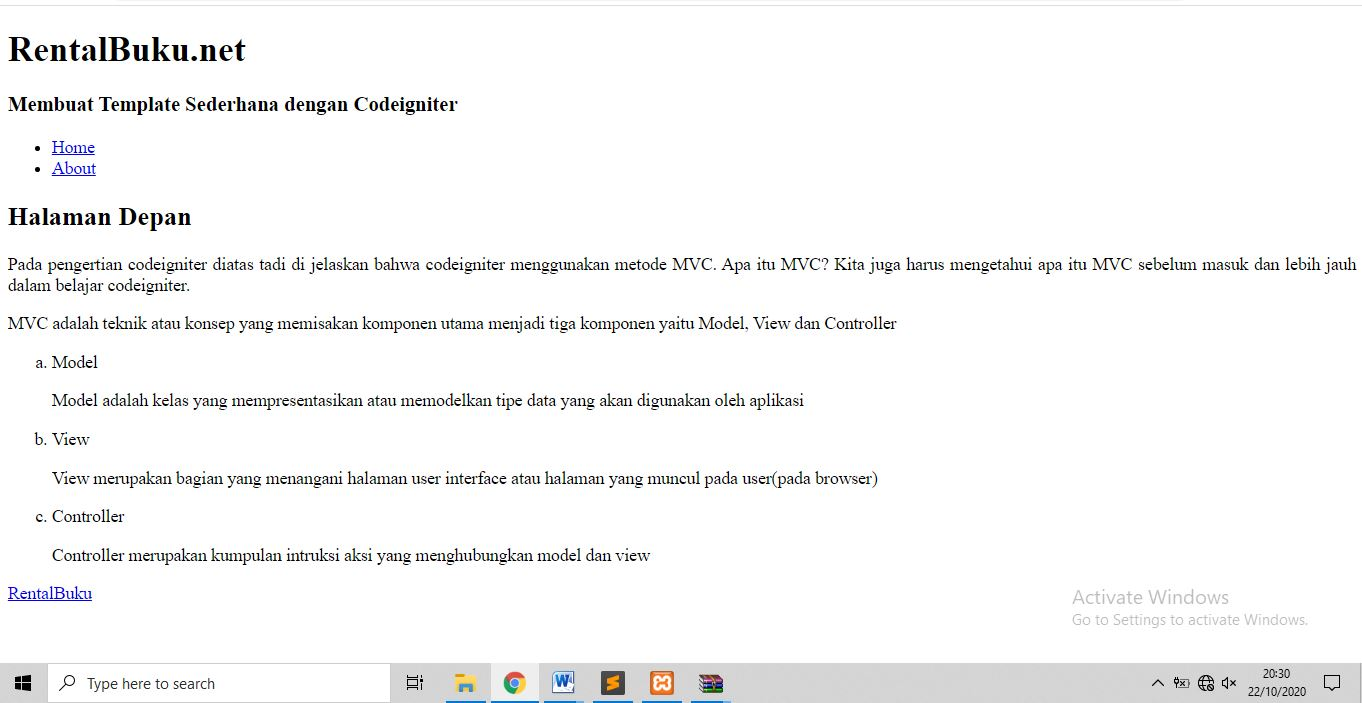 RentalBuku.net
Membuat Template Sederhana dengan Codeigniter
• Home
• About
Halaman Depan
Pada pengertian codeigniter diatas tadi di jelaskan bahwa codeigniter menggunakan metode MVC. Apa itu MVC? Kita juga harus mengetahui apa itu MVC sebelum masuk dan lebih jauh
dalam belajar codeigniter.
MVC adalah teknik atau konsep yang memisakan komponen utama menjadi tiga komponen yaitu Model, View dan Controller
a. Model
Model adalah kelas yang mempresentasikan atau memodelkan tipe data yang akan digunakan oleh aplikasi
b. View
View merupakan bagian yang menangani halaman user interface atau halaman yang muncul pada user(pada browser)
c. Controller
Controller merupakan kumpulan intruksi aksi yang menghubungkan model dan view
RentalBuku
Activate Windows
Go to Settings to activate Windows.
Type here to search
20:30
22/10/2020